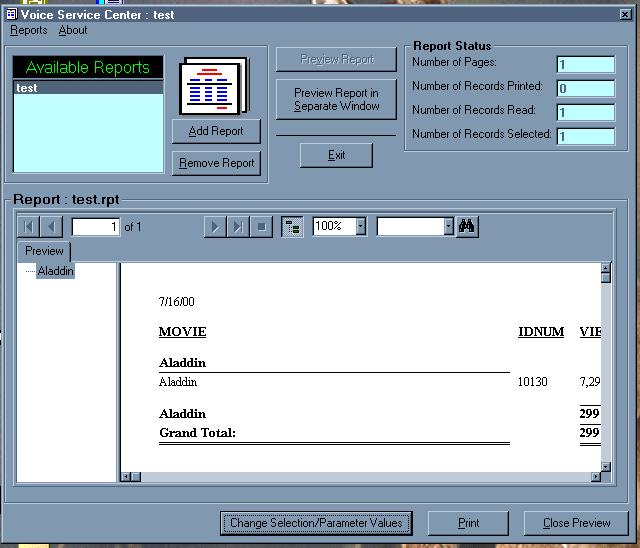 Voice Service Center : test
Reports About
Available Reports
test
Add Report
Remove Report
Preview Report
Preview Report in
Separate Window
Exit
Report Status
Number of Pages: 1
Number of Records Printed: 0
Number of Records Read: 1
Number of Records Selected: 1
Report : test.rpt
1 of 1
100%
Preview
Aladdin
7/16/00
MOVIE IDNUM VIE
Aladdin
Aladdin 10130 7,29
Aladdin 299
Grand Total: 299
Change Selection/Parameter Values
Print
Close Preview